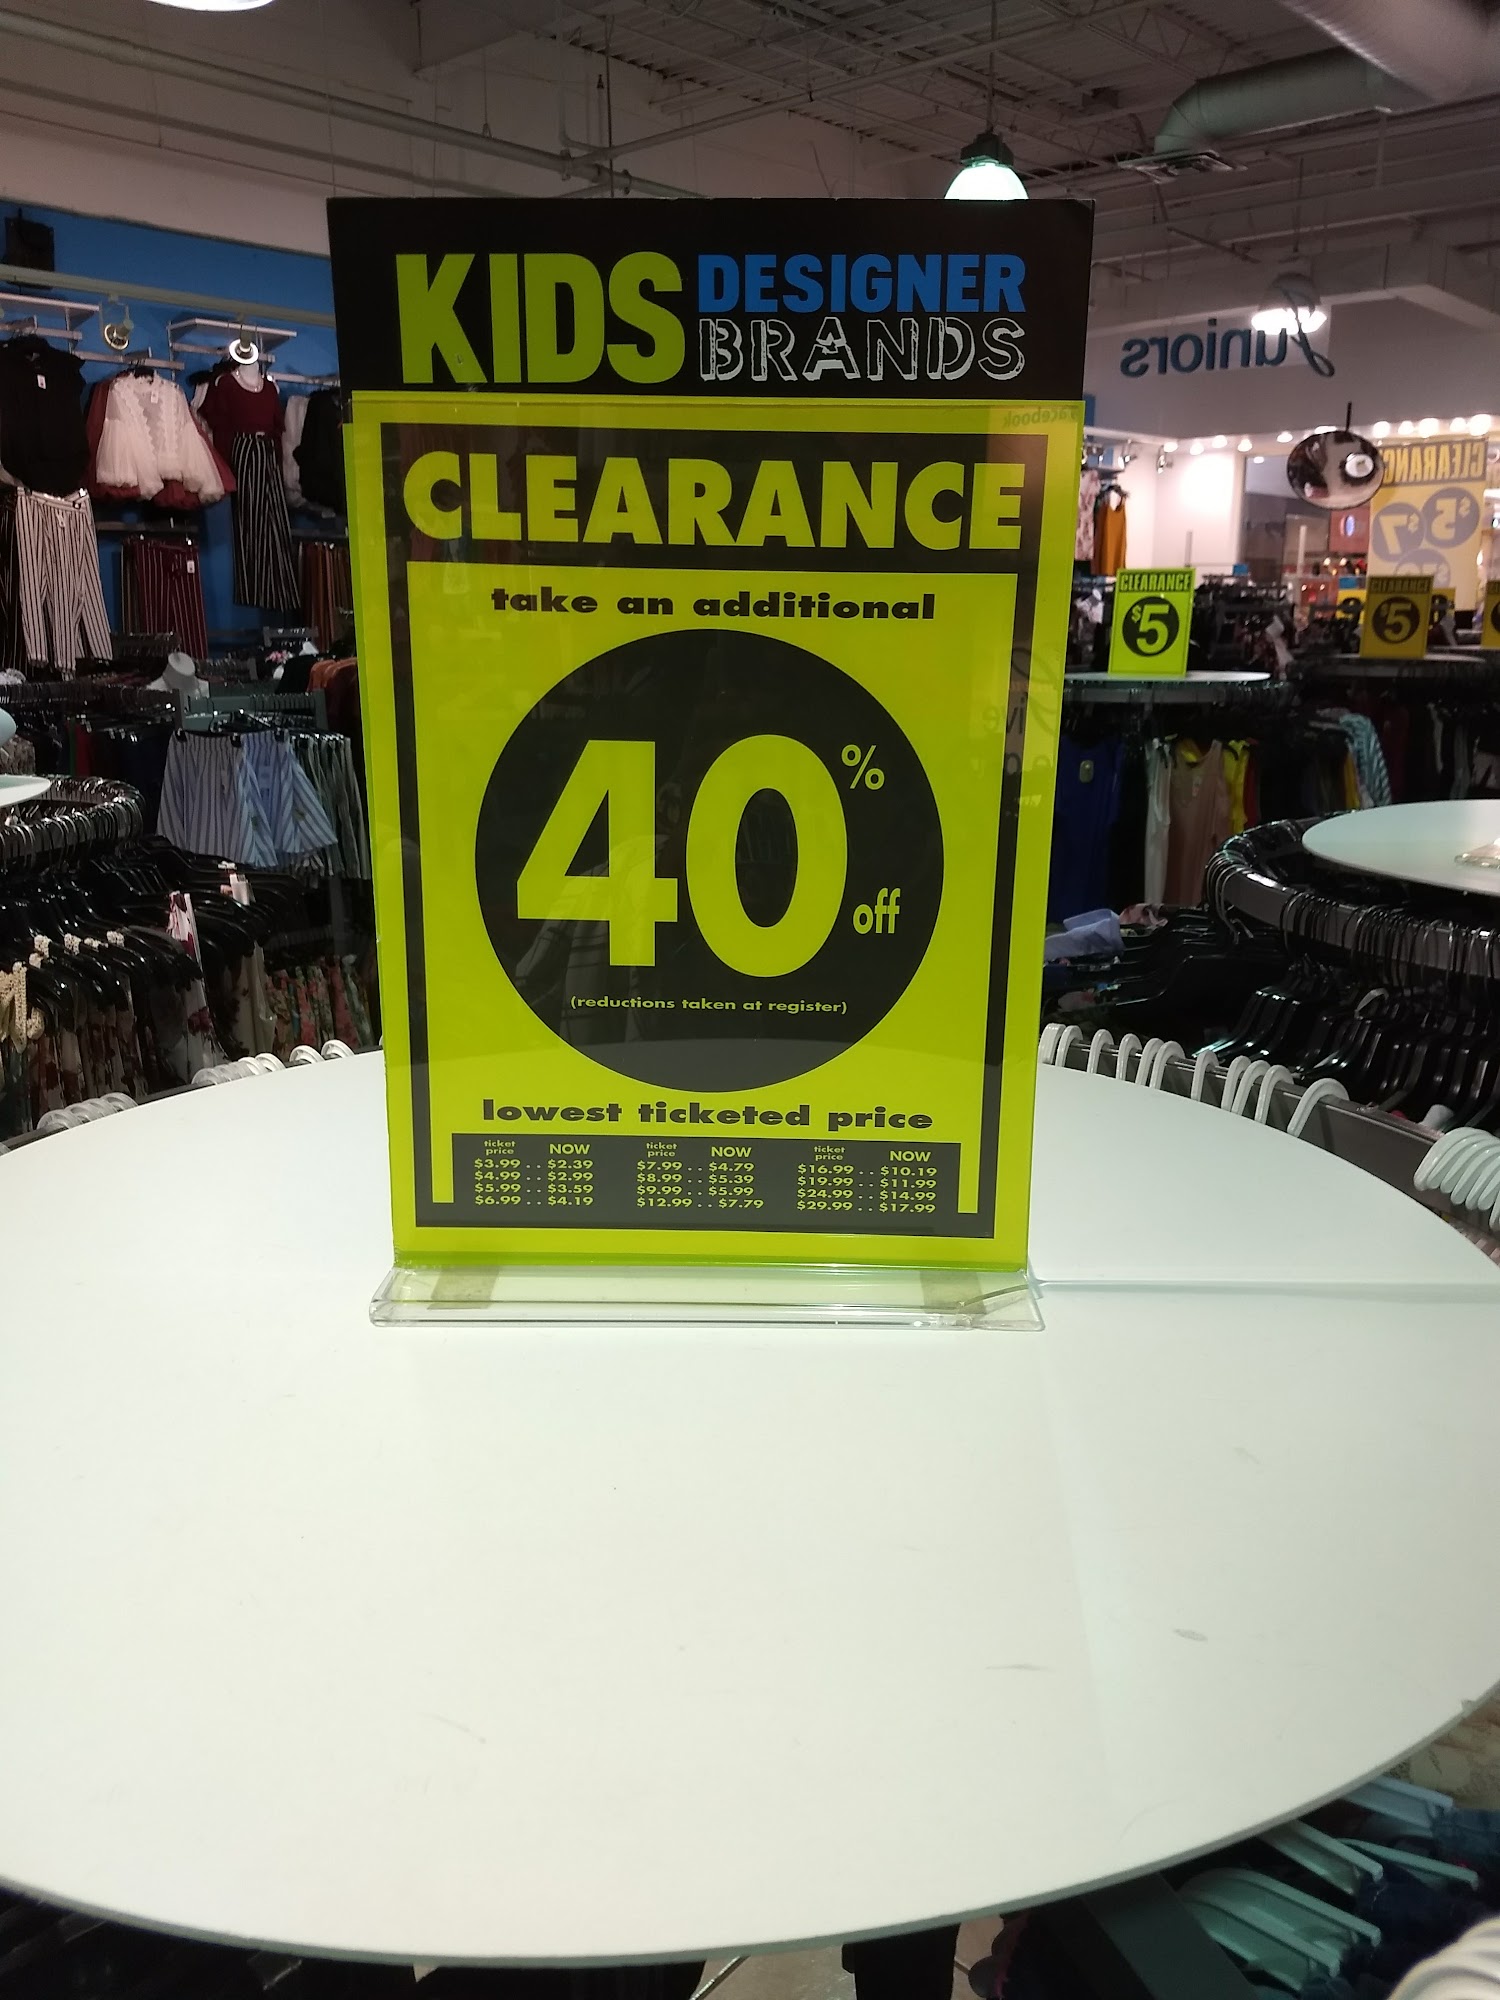 KIDS DESIGNER
BRANDS
CLEARANCE
take an additional
40% off
(reductions taken at register)
lowest ticketed price
ticket price NOW ticket price NOW ticket price NOW
$3.99 . . $2.39 $7.99 . . $4.79 $16.99 . . $10.19
$4.99 . . $2.99 $8.99 . . $5.39 $19.99 . . $11.99
$5.99 . . $3.59 $9.99 . . $5.99 $24.99 . . $14.99
$6.99 . . $4.19 $12.99 . . $7.79 $29.99 . . $17.99
Juniors
facebook
CLEARANCE
$5
CLEARANCE
$5
CLEARANCE
$5
$7